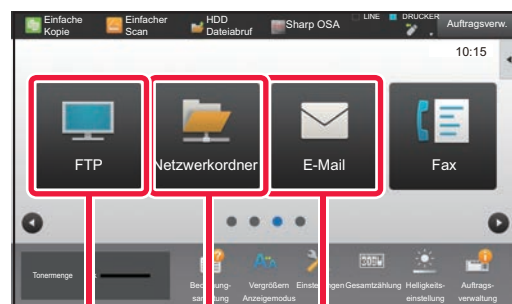 Einfache
Kopie
Einfacher
Scan
HDD
Dateiabruf
Sharp OSA
LINE
DRUCKER
Auftragsverw.
10:15
FTP
Netzwerkordner
E-Mail
Fax
Tonermenge
Vergrößern
Anzeigemodus
Gesamtzählung
Helligkeits-
einstellung
Auftrags-
verwaltung